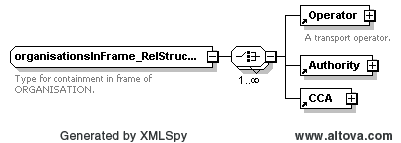 Operator
A transport operator.
organisationsInFrame_RelStruc...
Type for containment in frame of
ORGANISATION.
Authority
1..∞
CCA
Generated by XMLSpy
www.altova.com